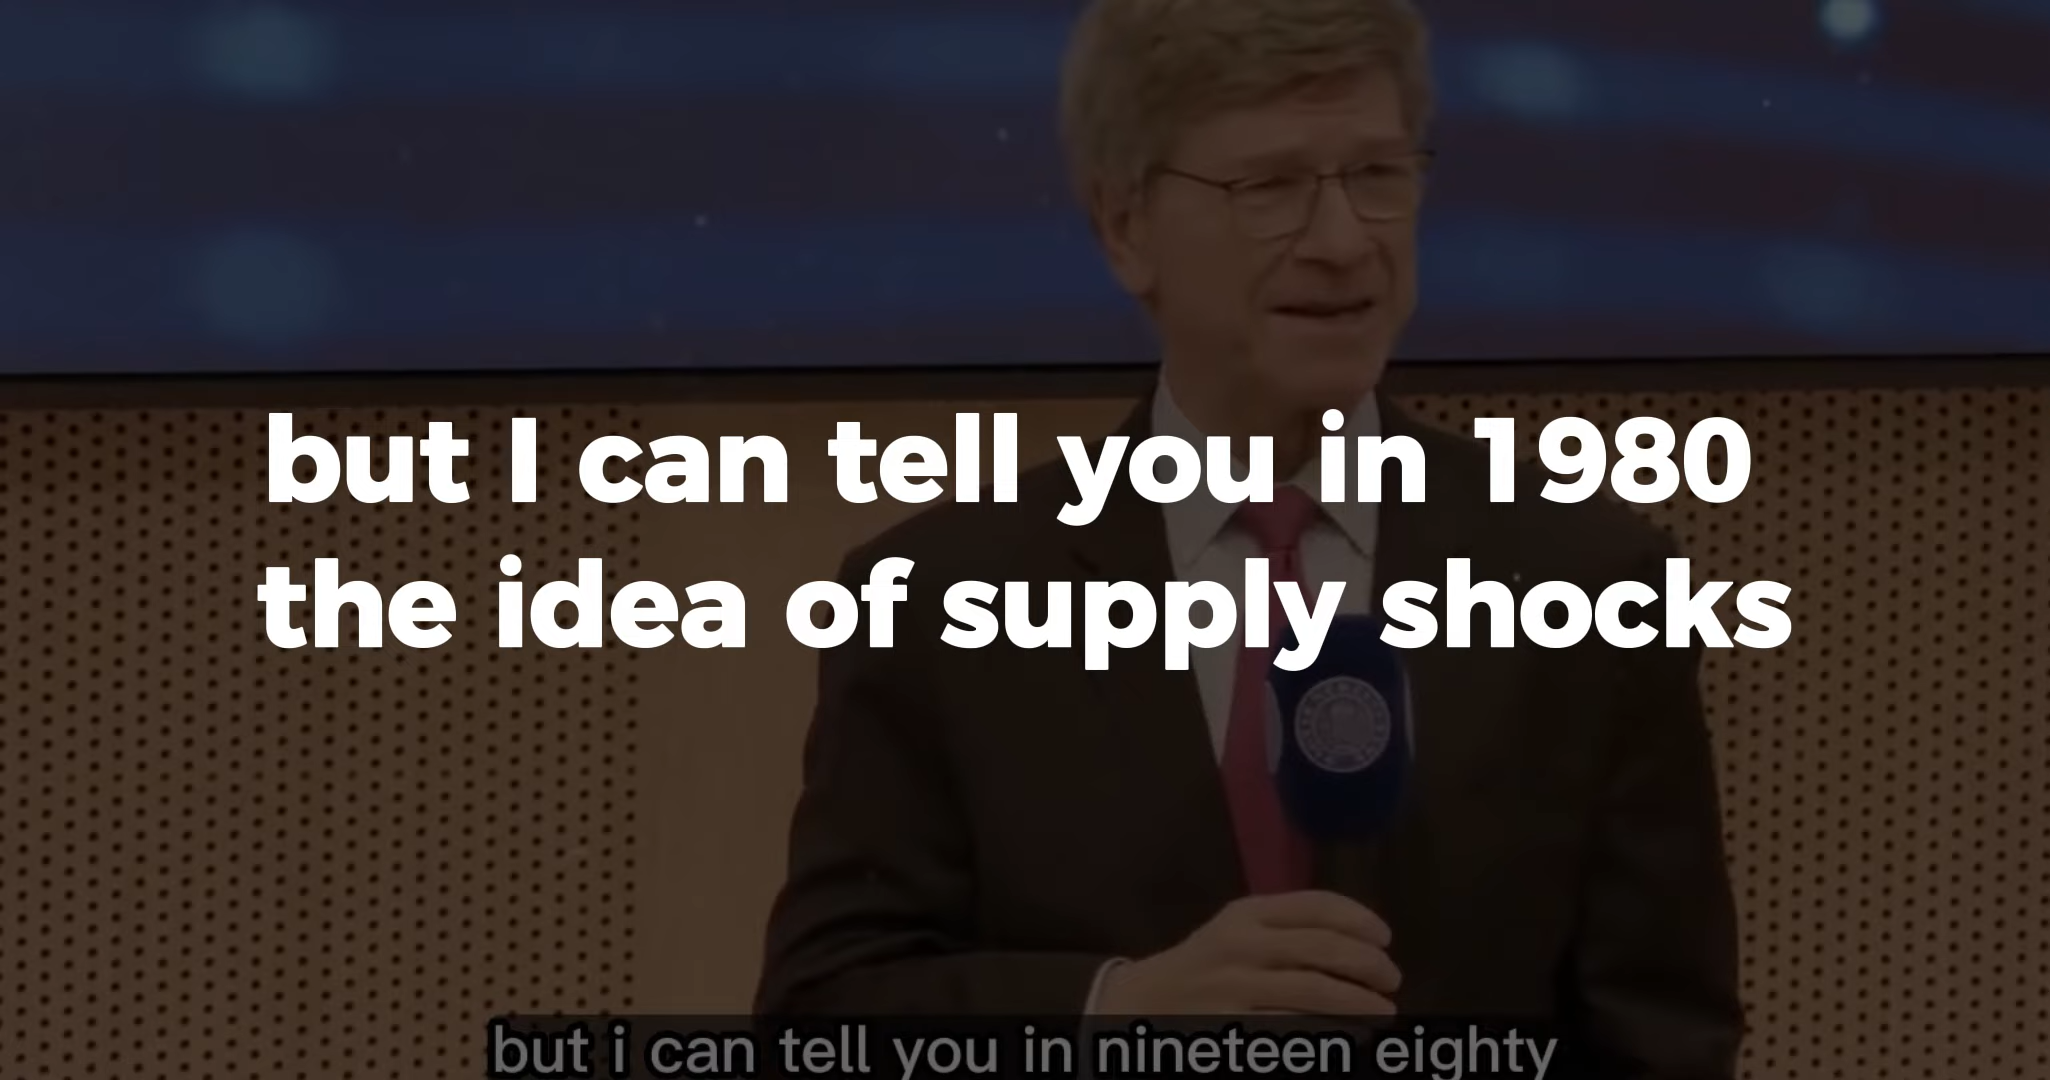 but I can tell you in 1980
the idea of supply shocks
but i can tell you in nineteen eighty